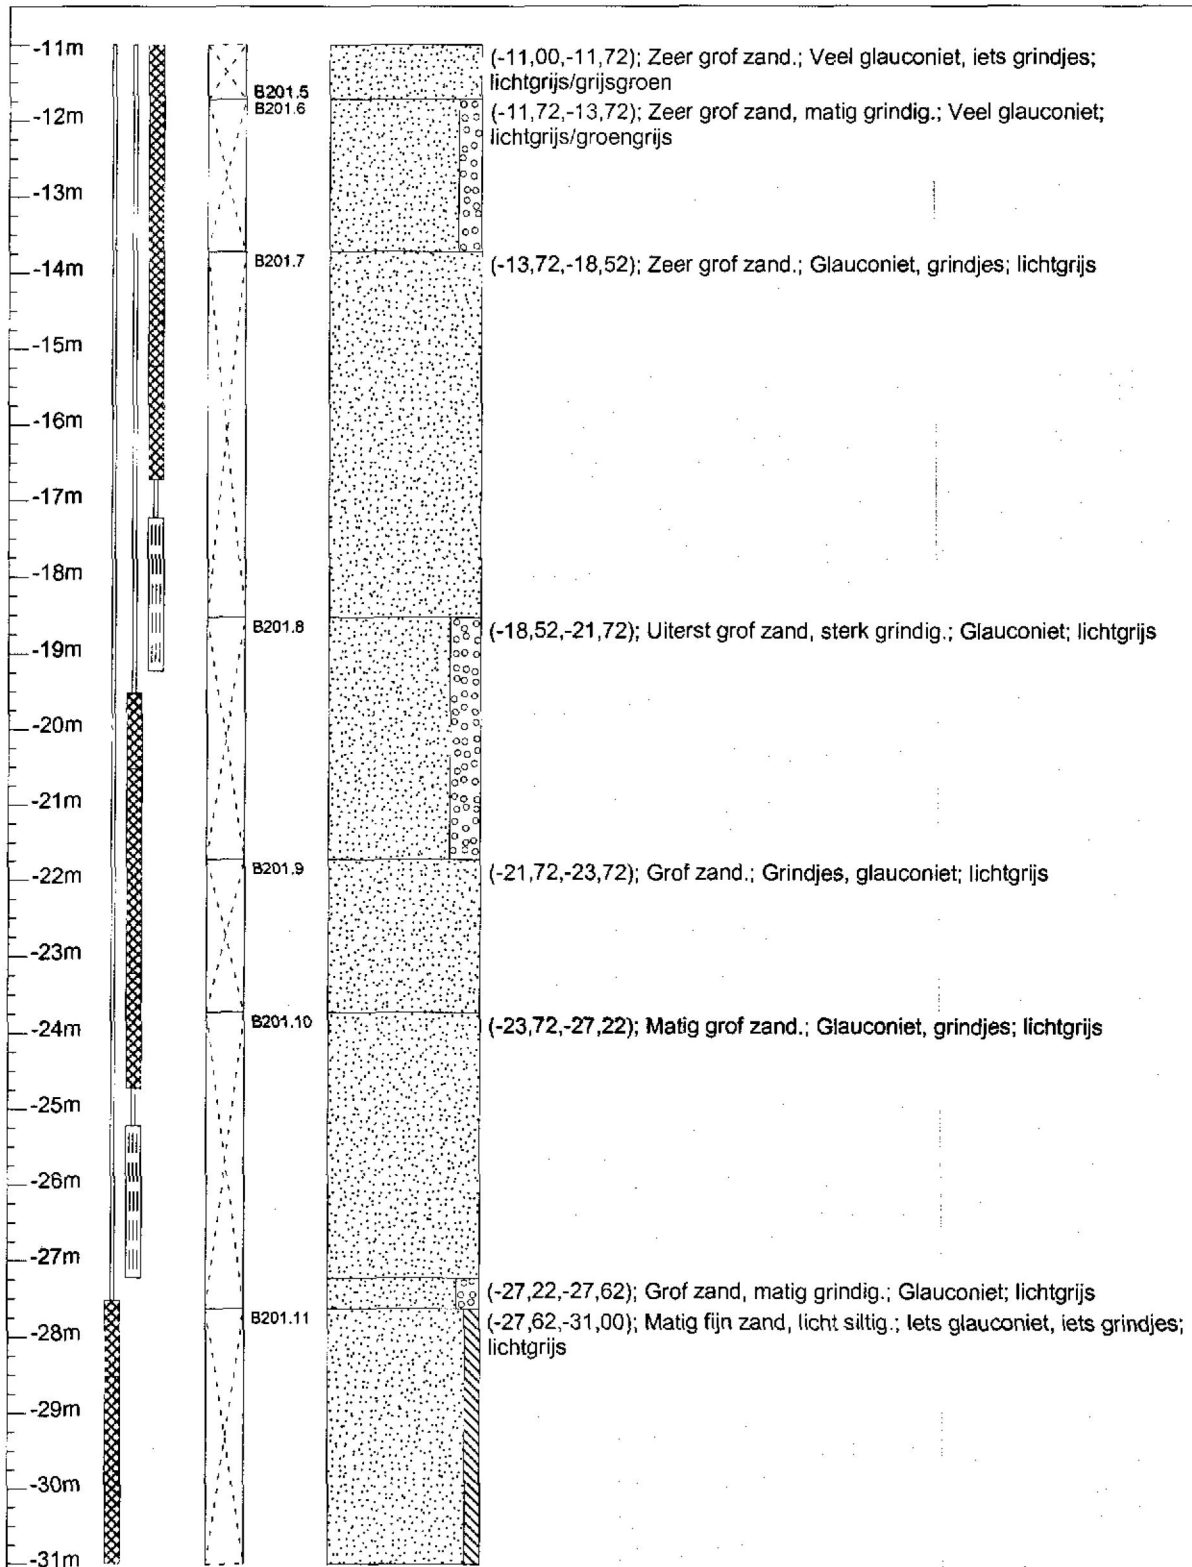 -11m
(-11,00,-11,72); Zeer grof zand.; Veel glauconiet, iets grindjes;
lichtgrijs/grijsgroen
B201.5
B201.6
-12m
(-11,72,-13,72); Zeer grof zand, matig grindig.; Veel glauconiet;
lichtgrijs/groengrijs
-13m
B201.7
-14m
(-13,72,-18,52); Zeer grof zand.; Glauconiet, grindjes; lichtgrijs
-15m
-16m
-17m
-18m
B201.8
(-18,52,-21,72); Uiterst grof zand, sterk grindig.; Glauconiet; lichtgrijs
-19m
-20m
-21m
B201.9
-22m
(-21,72,-23,72); Grof zand.; Grindjes, glauconiet; lichtgrijs
-23m
B201.10
-24m
(-23,72,-27,22); Matig grof zand.; Glauconiet, grindjes; lichtgrijs
-25m
-26m
-27m
(-27,22,-27,62); Grof zand, matig grindig.; Glauconiet; lichtgrijs
B201.11
-28m
(-27,62,-31,00); Matig fijn zand, licht siltig.; Iets glauconiet, iets grindjes;
lichtgrijs
-29m
-30m
-31m